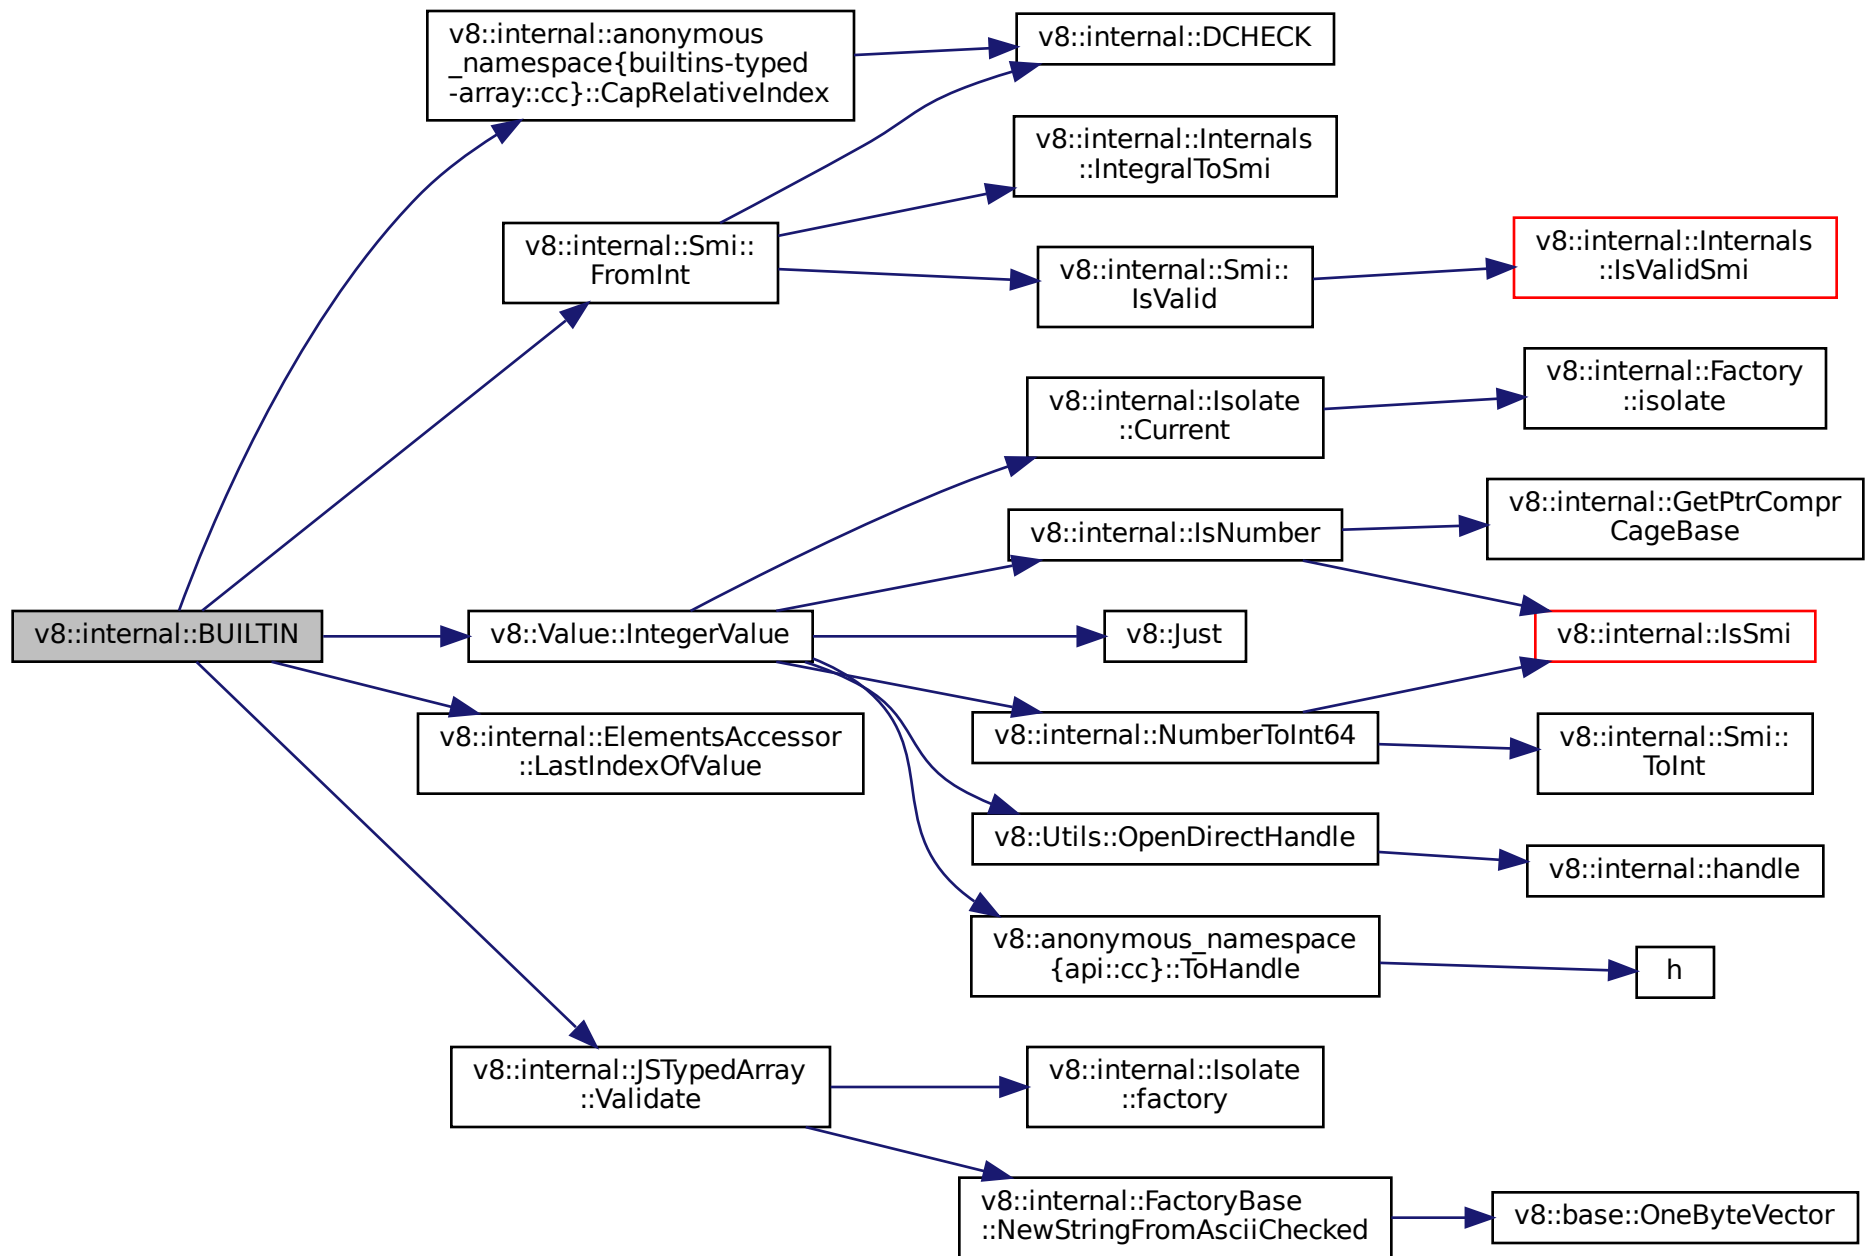 v8::internal::anonymous
_namespace{builtins-typed
-array::cc}::CapRelativeIndex
v8::internal::DCHECK
v8::internal::Internals
::IntegralToSmi
v8::internal::Smi::
FromInt
v8::internal::Smi::
IsValid
v8::internal::Internals
::IsValidSmi
v8::internal::Isolate
::Current
v8::internal::Factory
::isolate
v8::internal::IsNumber
v8::internal::GetPtrCompr
CageBase
v8::internal::BUILTIN
v8::Value::IntegerValue
v8::Just
v8::internal::IsSmi
v8::internal::ElementsAccessor
::LastIndexOfValue
v8::internal::NumberToInt64
v8::internal::Smi::
ToInt
v8::Utils::OpenDirectHandle
v8::internal::handle
v8::anonymous_namespace
{api::cc}::ToHandle
h
v8::internal::JSTypedArray
::Validate
v8::internal::Isolate
::factory
v8::internal::FactoryBase
::NewStringFromAsciiChecked
v8::base::OneByteVector